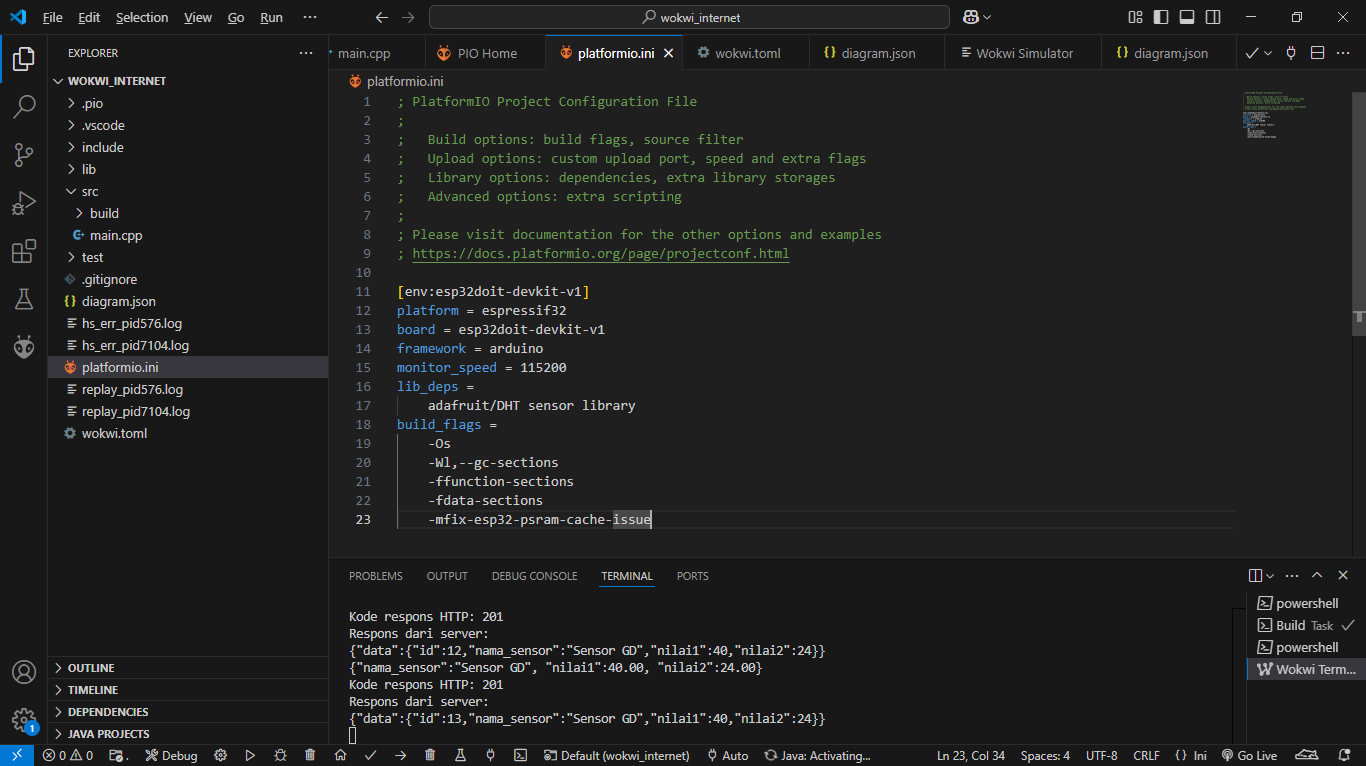 File Edit Selection View Go Run ··· wokwi_internet
EXPLORER ···
WOKWI_INTERNET
.pio
.vscode
include
lib
src
build
main.cpp
test
.gitignore
diagram.json
hs_err_pid576.log
hs_err_pid7104.log
platformio.ini
replay_pid576.log
replay_pid7104.log
wokwi.toml
OUTLINE
TIMELINE
DEPENDENCIES
JAVA PROJECTS
1
main.cpp PIO Home platformio.ini wokwi.toml diagram.json Wokwi Simulator diagram.json
platformio.ini
1 ; PlatformIO Project Configuration File
2 ;
3 ;   Build options: build flags, source filter
4 ;   Upload options: custom upload port, speed and extra flags
5 ;   Library options: dependencies, extra library storages
6 ;   Advanced options: extra scripting
7 ;
8 ; Please visit documentation for the other options and examples
9 ; https://docs.platformio.org/page/projectconf.html
10
11 [env:esp32doit-devkit-v1]
12 platform = espressif32
13 board = esp32doit-devkit-v1
14 framework = arduino
15 monitor_speed = 115200
16 lib_deps =
17     adafruit/DHT sensor library
18 build_flags =
19     -Os
20     -Wl,--gc-sections
21     -ffunction-sections
22     -fdata-sections
23     -mfix-esp32-psram-cache-issue
PROBLEMS OUTPUT DEBUG CONSOLE TERMINAL PORTS
Kode respons HTTP: 201
Respons dari server:
{"data":{"id":12,"nama_sensor":"Sensor GD","nilai1":40,"nilai2":24}}
{"nama_sensor":"Sensor GD", "nilai1":40.00, "nilai2":24.00}
Kode respons HTTP: 201
Respons dari server:
{"data":{"id":13,"nama_sensor":"Sensor GD","nilai1":40,"nilai2":24}}
powershell
Build Task
powershell
Wokwi Term...
0 0 . Debug Default (wokwi_internet) Auto Java: Activating... Ln 23, Col 34 Spaces: 4 UTF-8 CRLF {} Ini Go Live